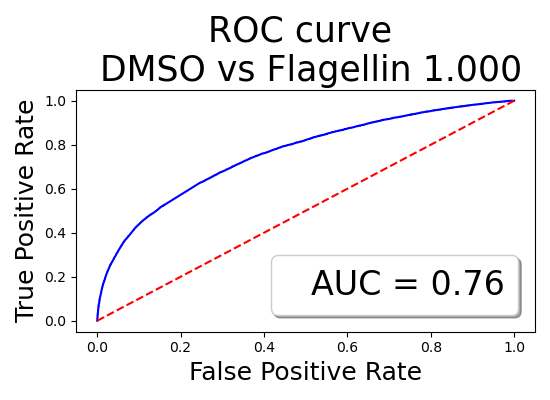 ROC curve
DMSO vs Flagellin 1.000
True Positive Rate
1.0
0.8
0.6
0.4
0.2
0.0
AUC = 0.76
0.0 0.2 0.4 0.6 0.8 1.0
False Positive Rate